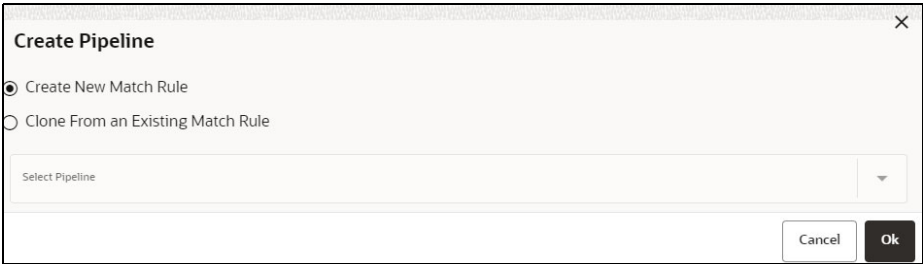 Create Pipeline
Create New Match Rule
Clone From an Existing Match Rule
Select Pipeline
Cancel Ok